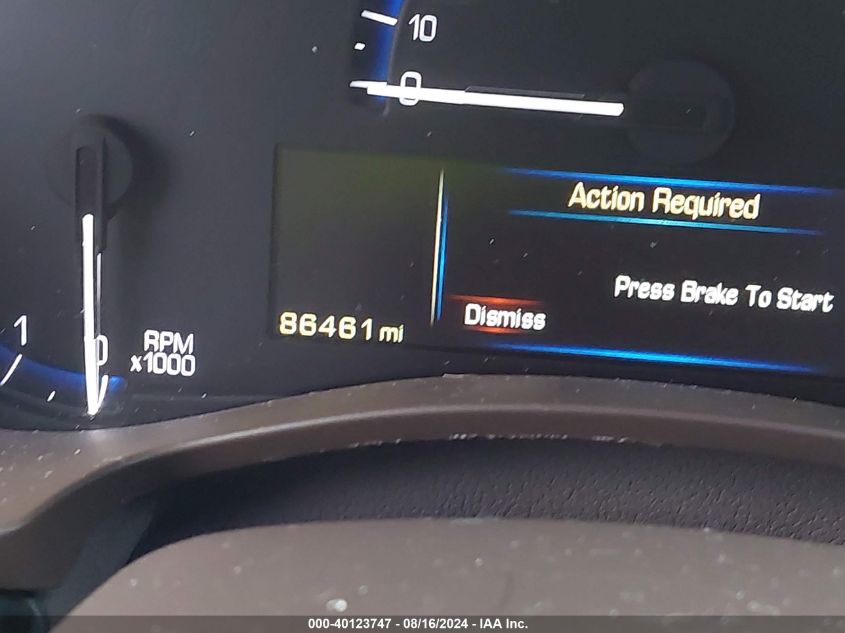 10
0
Action Required
Press Brake To Start
Dismiss
86461 mi
1
0
RPM
x1000
000-40123747 - 08/16/2024 - IAA Inc.